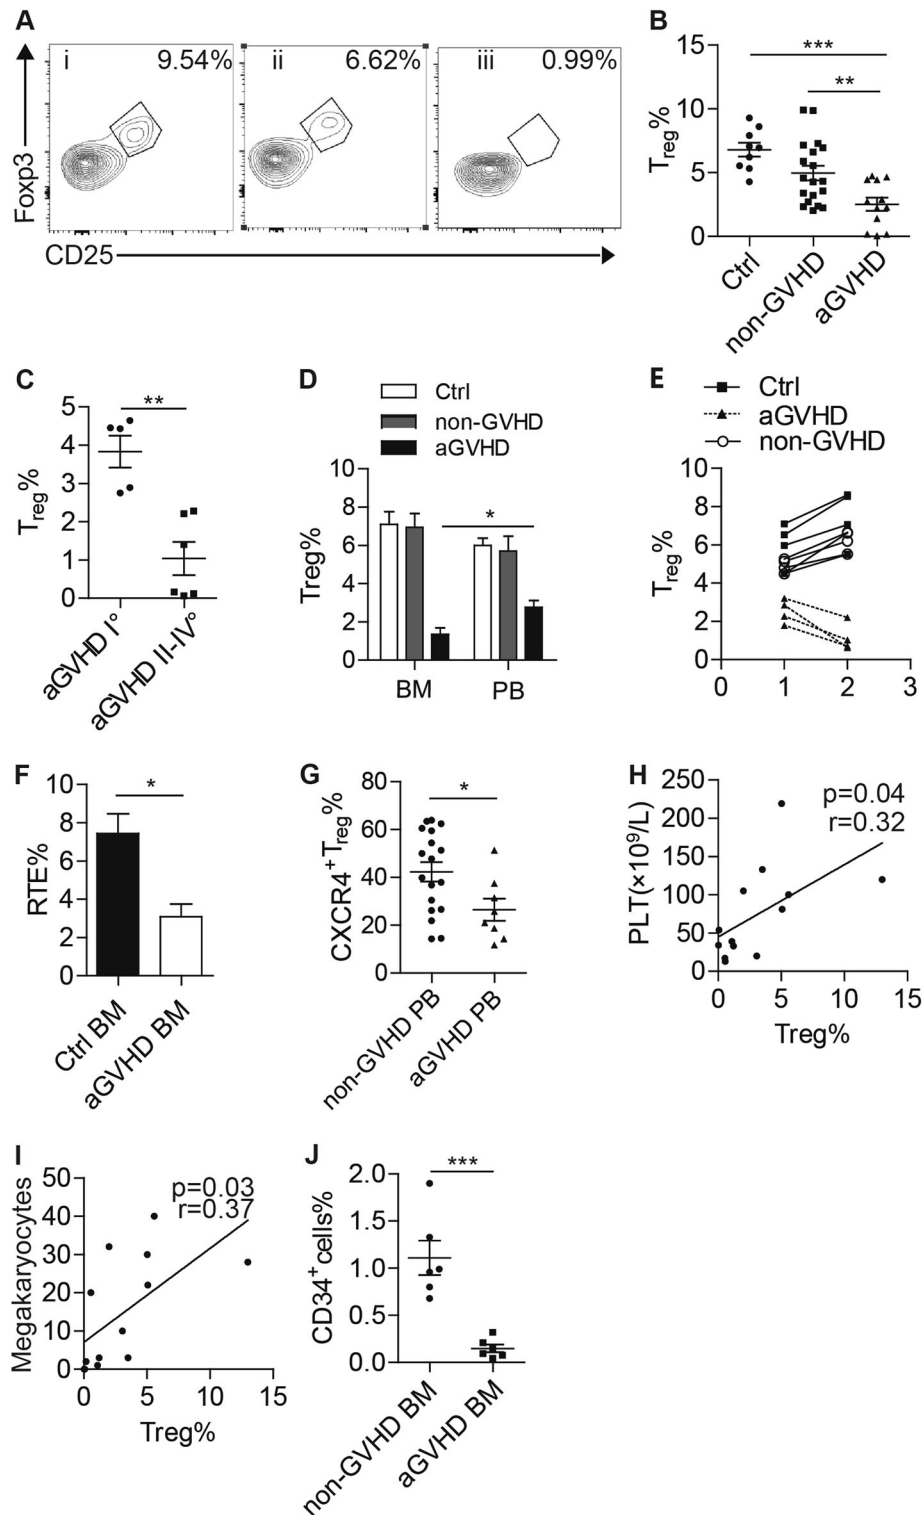 A
i 9.54%
ii 6.62%
iii 0.99%
Foxp3
CD25
B
15
10
5
0
Treg%
***
**
Ctrl
non-GVHD
aGVHD
C
5
4
3
2
1
0
Treg%
**
aGVHD I°
aGVHD II-IV°
D
Ctrl
non-GVHD
aGVHD
10
8
6
4
2
0
Treg%
*
BM PB
E
Ctrl
aGVHD
non-GVHD
10
8
6
4
2
0
Treg%
0 1 2 3
F
10
8
6
4
2
0
RTE%
*
Ctrl BM
aGVHD BM
G
80
60
40
20
0
CXCR4+Treg%
*
non-GVHD PB
aGVHD PB
H
250
200
150
100
50
0
PLT(×10⁹/L)
p=0.04
r=0.32
0 5 10 15
Treg%
I
50
40
30
20
10
0
Megakaryocytes
p=0.03
r=0.37
0 5 10 15
Treg%
J
2.0
1.5
1.0
0.5
0.0
CD34+cells%
***
non-GVHD BM
aGVHD BM